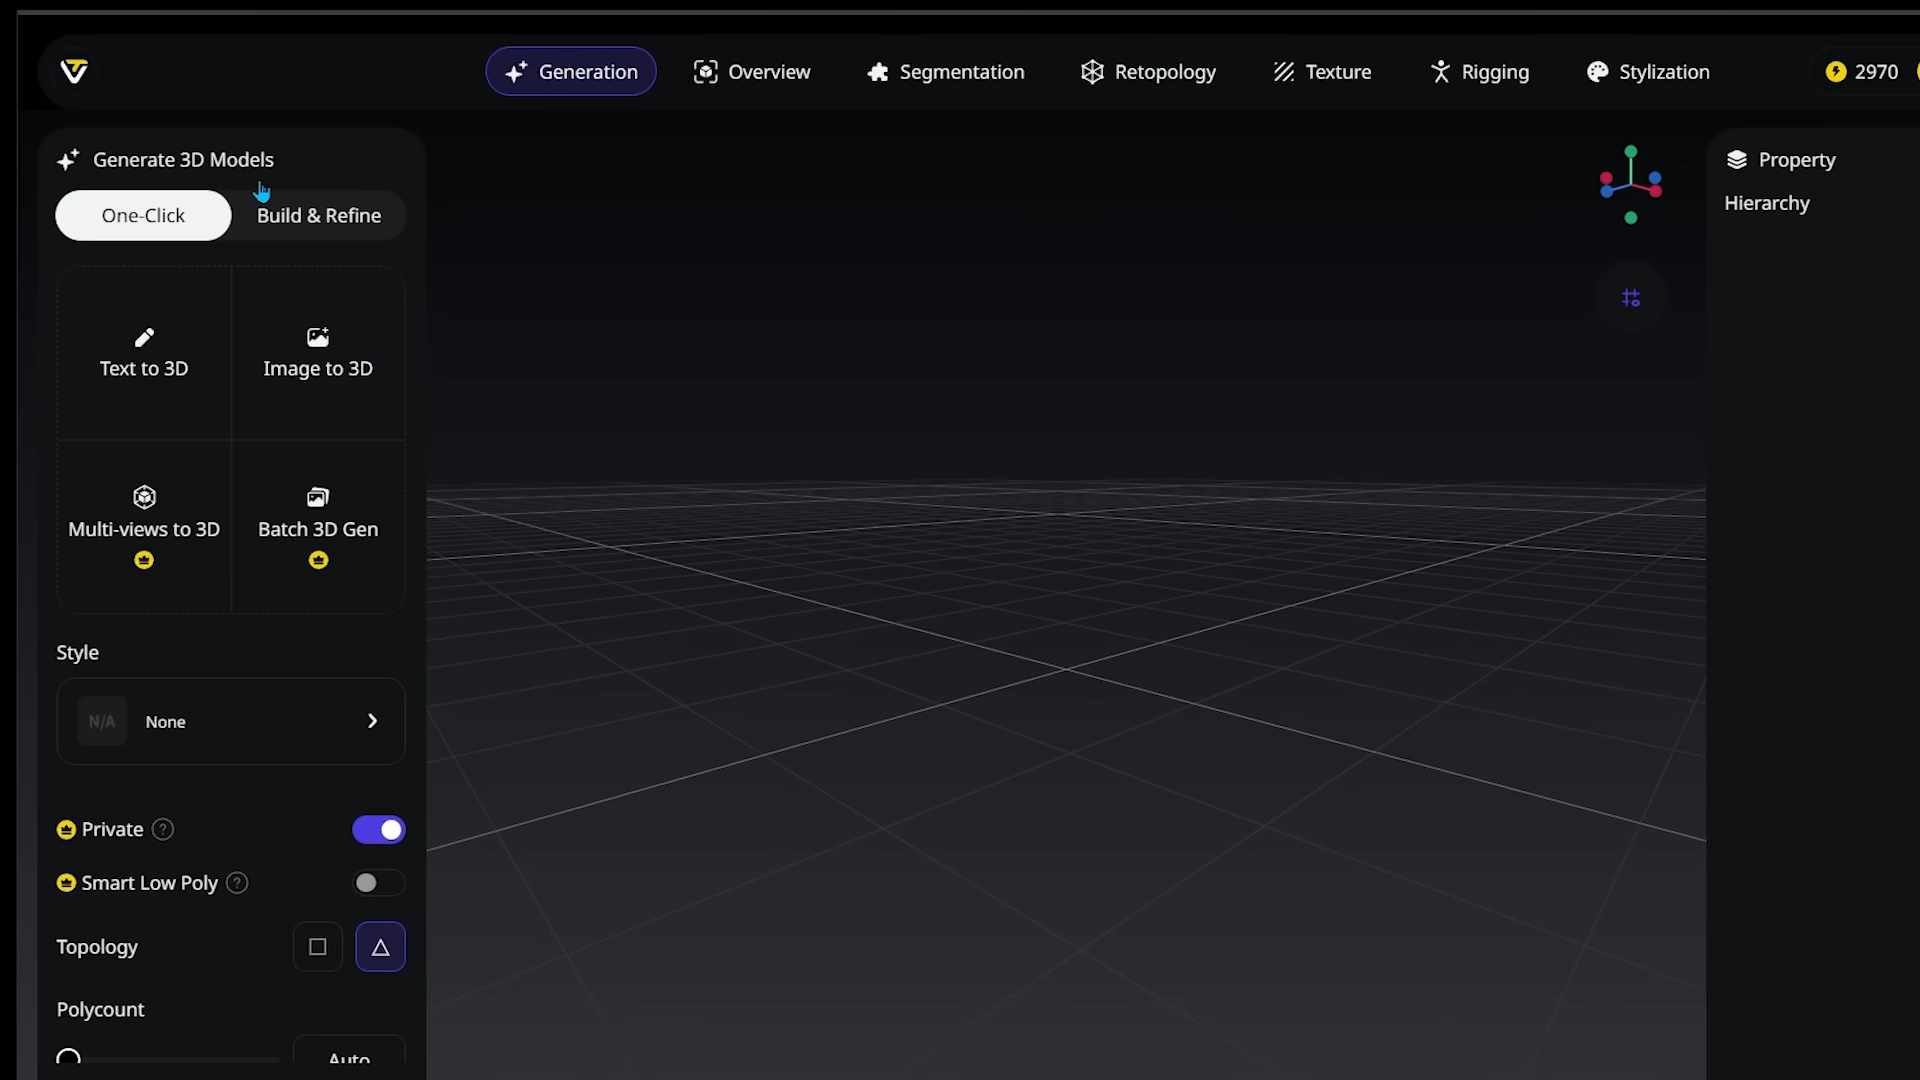 Generation
Overview
Segmentation
Retopology
Texture
Rigging
Stylization
2970
Generate 3D Models
One-Click
Build & Refine
Text to 3D
Image to 3D
Multi-views to 3D
Batch 3D Gen
Style
N/A
None
Private ?
Smart Low Poly ?
Topology
Polycount
Auto
Property
Hierarchy